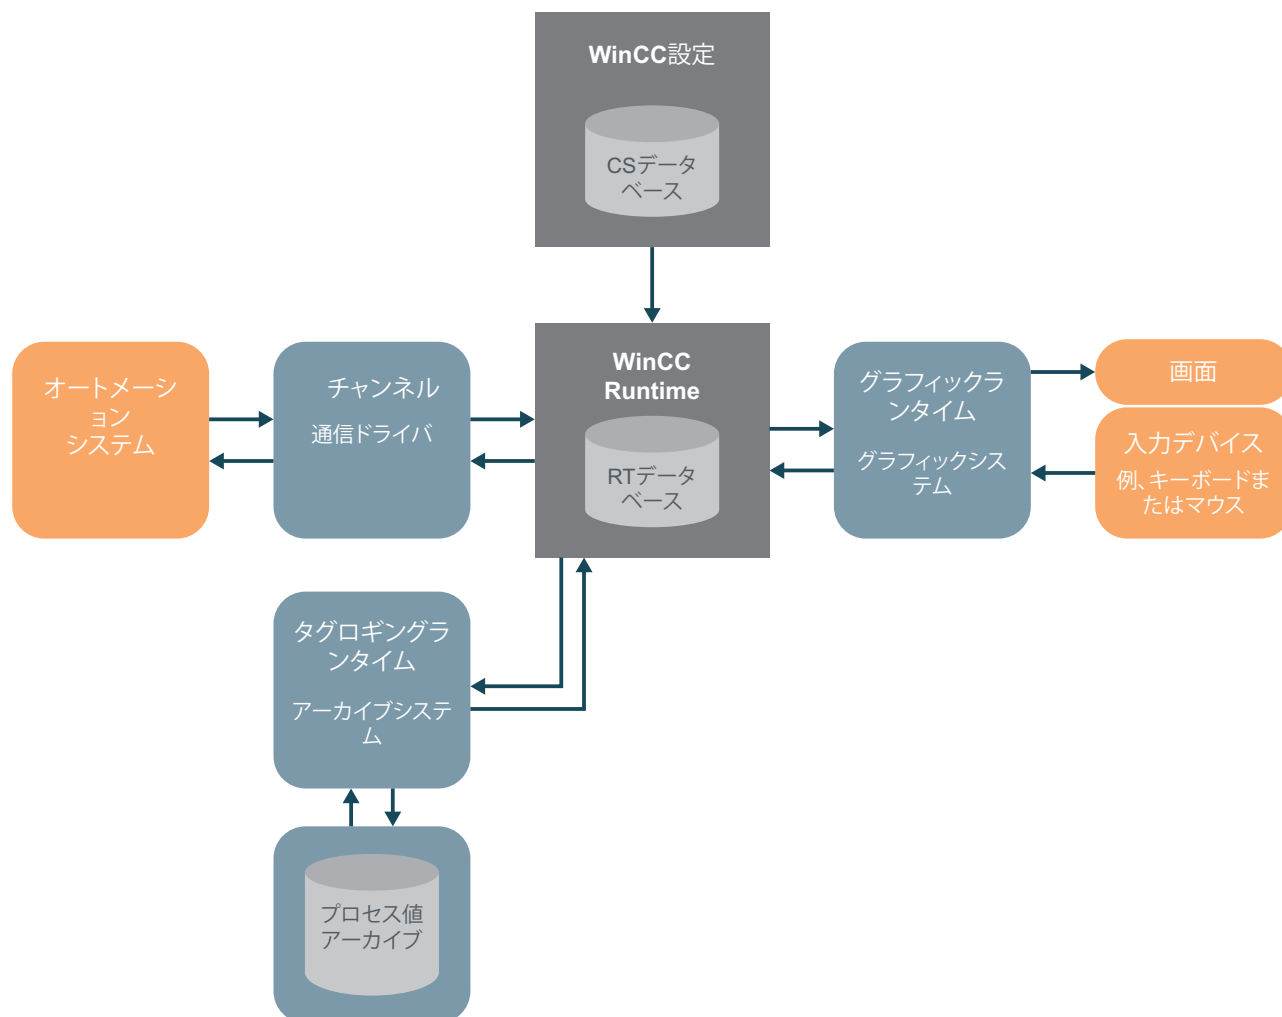 WinCC設定
CSデータ
ベース
オートメーシ
ョン
システム
チャンネル
通信ドライバ
WinCC
Runtime
RTデータ
ベース
グラフィックラ
ンタイム
グラフィックシス
テム
画面
入力デバイス
例、キーボードま
たはマウス
タグロギングラ
ンタイム
アーカイブシステ
ム
プロセス値
アーカイブ